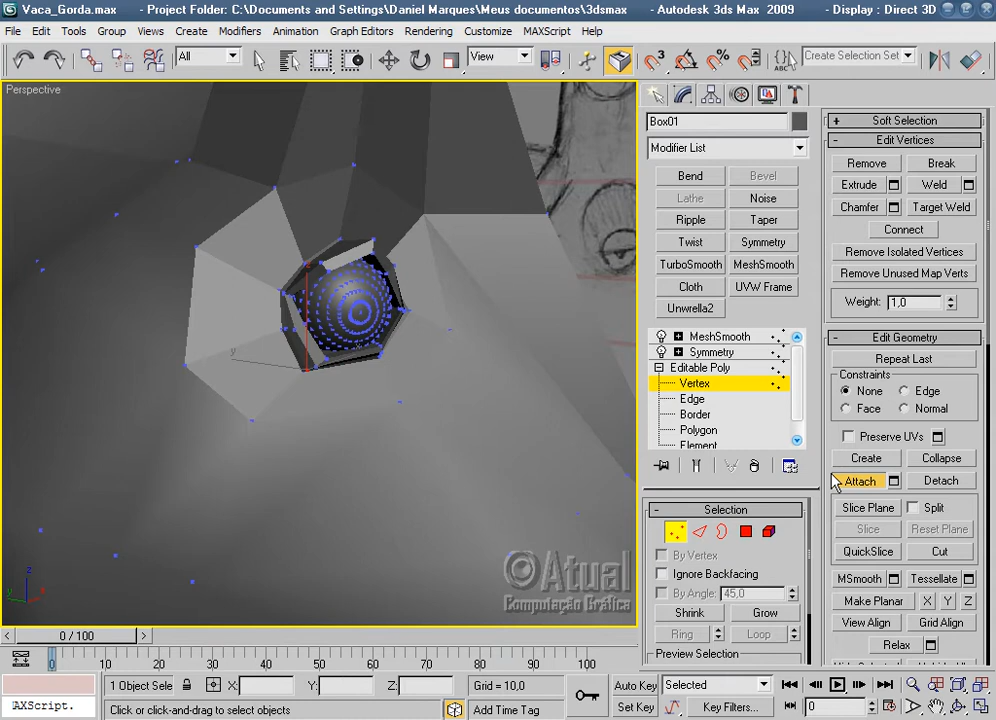 Vaca_Gorda.max - Project Folder: C:\Documents and Settings\Daniel Marques\Meus documentos\3dsmax - Autodesk 3ds Max 2009 - Display : Direct 3D
File Edit Tools Group Views Create Modifiers Animation Graph Editors Rendering Customize MAXScript Help
All View Create Selection Set
Perspective
Box01
Modifier List
Bend Bevel
Lathe Noise
Ripple Taper
Twist Symmetry
TurboSmooth MeshSmooth
Cloth UVW Frame
Unwrella2
MeshSmooth
Symmetry
Editable Poly
Vertex
Edge
Border
Polygon
Element
- Selection
By Vertex
Ignore Backfacing
By Angle: 45,0
Shrink Grow
Ring Loop
Preview Selection
+ Soft Selection
- Edit Vertices
Remove Break
Extrude Weld
Chamfer Target Weld
Connect
Remove Isolated Vertices
Remove Unused Map Verts
Weight: 1,0
- Edit Geometry
Repeat Last
Constraints
None Edge
Face Normal
Preserve UVs
Create Collapse
Attach Detach
Slice Plane Split
Slice Reset Plane
QuickSlice Cut
MSmooth Tessellate
Make Planar X Y Z
View Align Grid Align
Relax
y
z
x
y
Atual
Computação Gráfica
< 0 / 100 >
0 10 20 30 40 50 60 70 80 90 100
1 Object Sele X: Y: Z: Grid = 10,0 Auto Key Selected
AXScript. Click or click-and-drag to select objects Add Time Tag Set Key Key Filters... 0